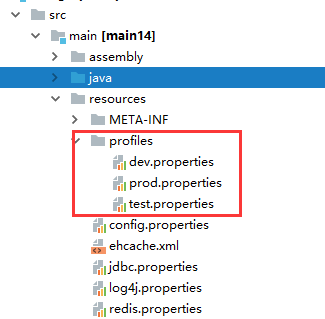 src
main [main14]
assembly
java
resources
META-INF
profiles
dev.properties
prod.properties
test.properties
config.properties
ehcache.xml
jdbc.properties
log4j.properties
redis.properties